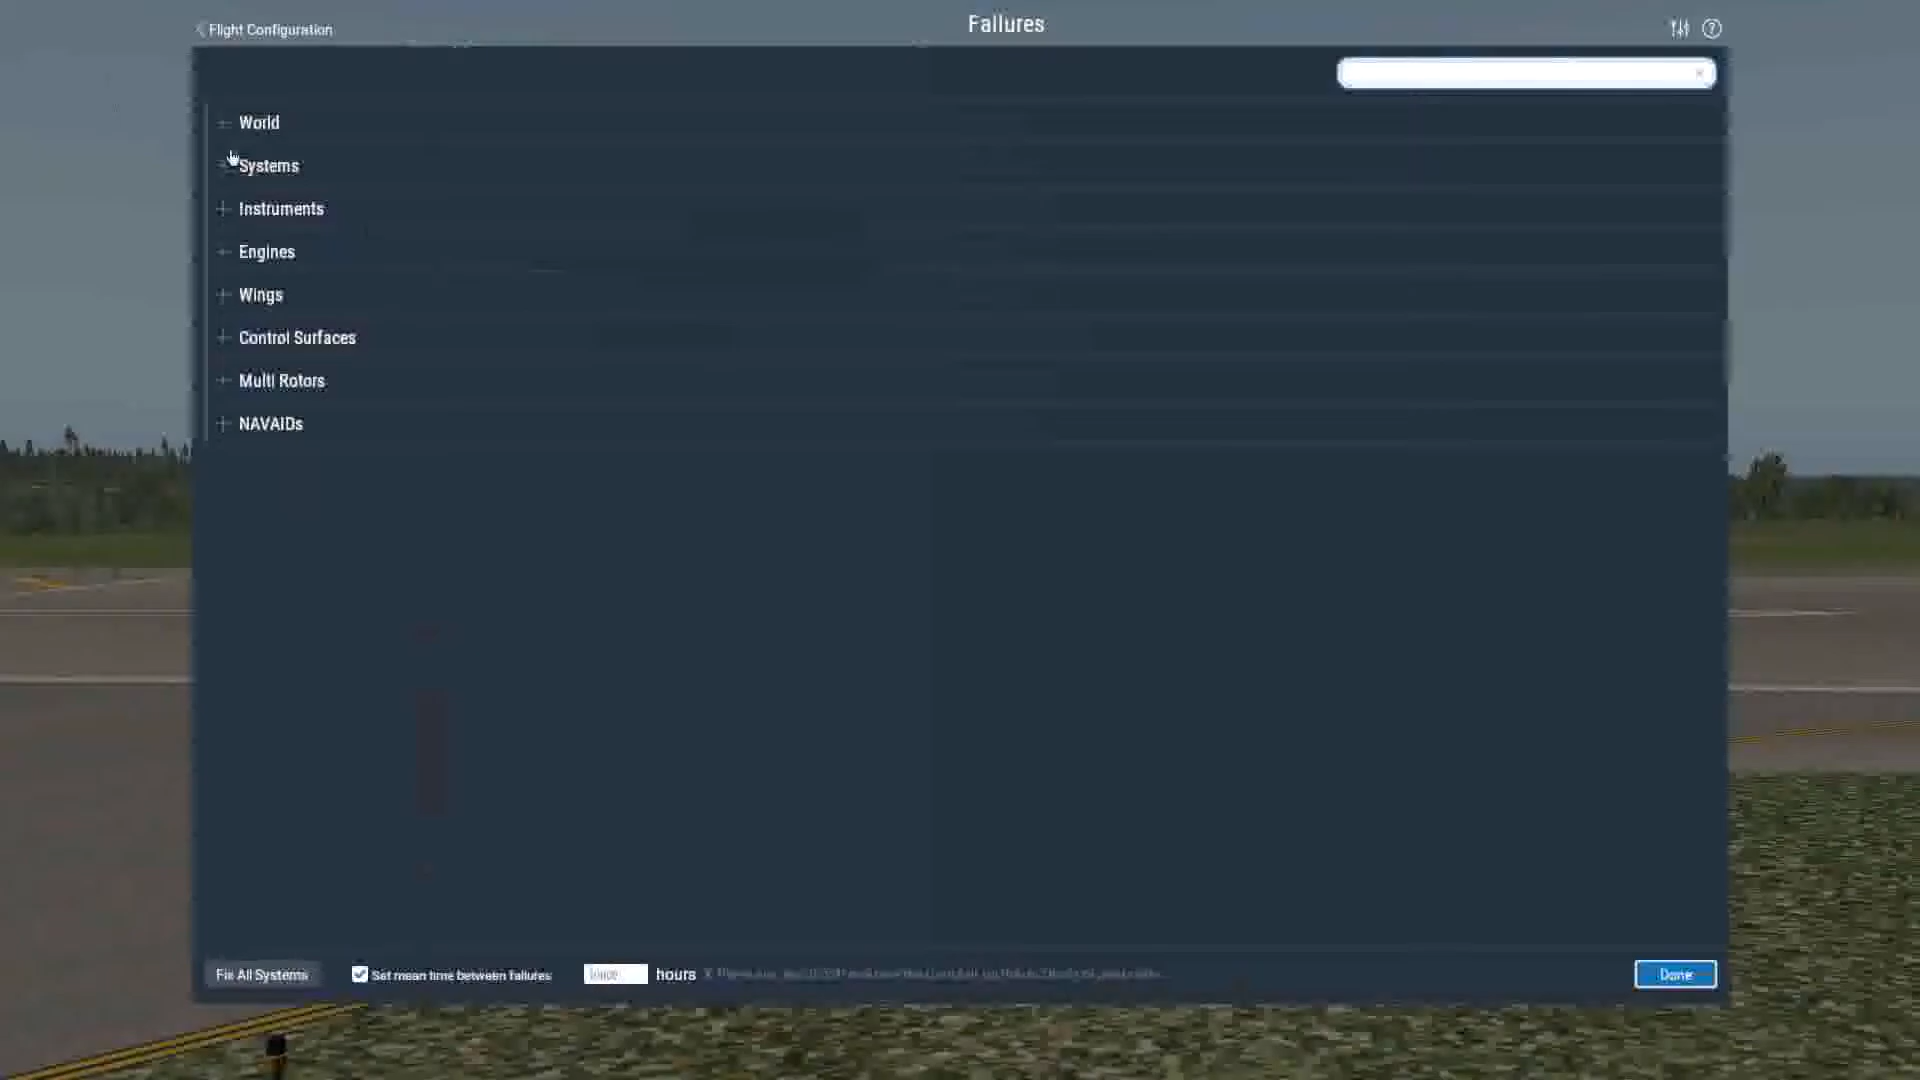 Flight Configuration
Failures
World
Systems
Instruments
Engines
Wings
Control Surfaces
Multi Rotors
NAVAIDs
Fix All Systems
Set mean time between failures
hours
Done